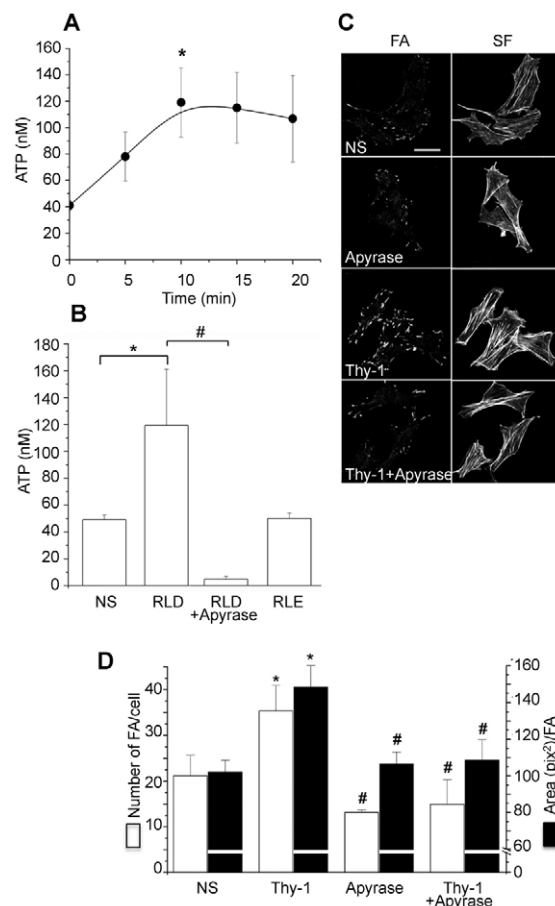 A
ATP (nM)
160
140
120
100
80
60
40
20
0
*
0 5 10 15 20
Time (min)
B
ATP (nM)
180
160
140
120
100
80
60
40
20
0
* #
NS RLD RLD RLE
+Apyrase
C
FA SF
NS
Apyrase
Thy-1
Thy-1+Apyrase
D
Number of FA/cell
40
30
25
20
15
10
0
* *
# # # #
160
140
120
100
80
60
0
Area (pix²)/FA
NS Thy-1 Apyrase Thy-1
+Apyrase